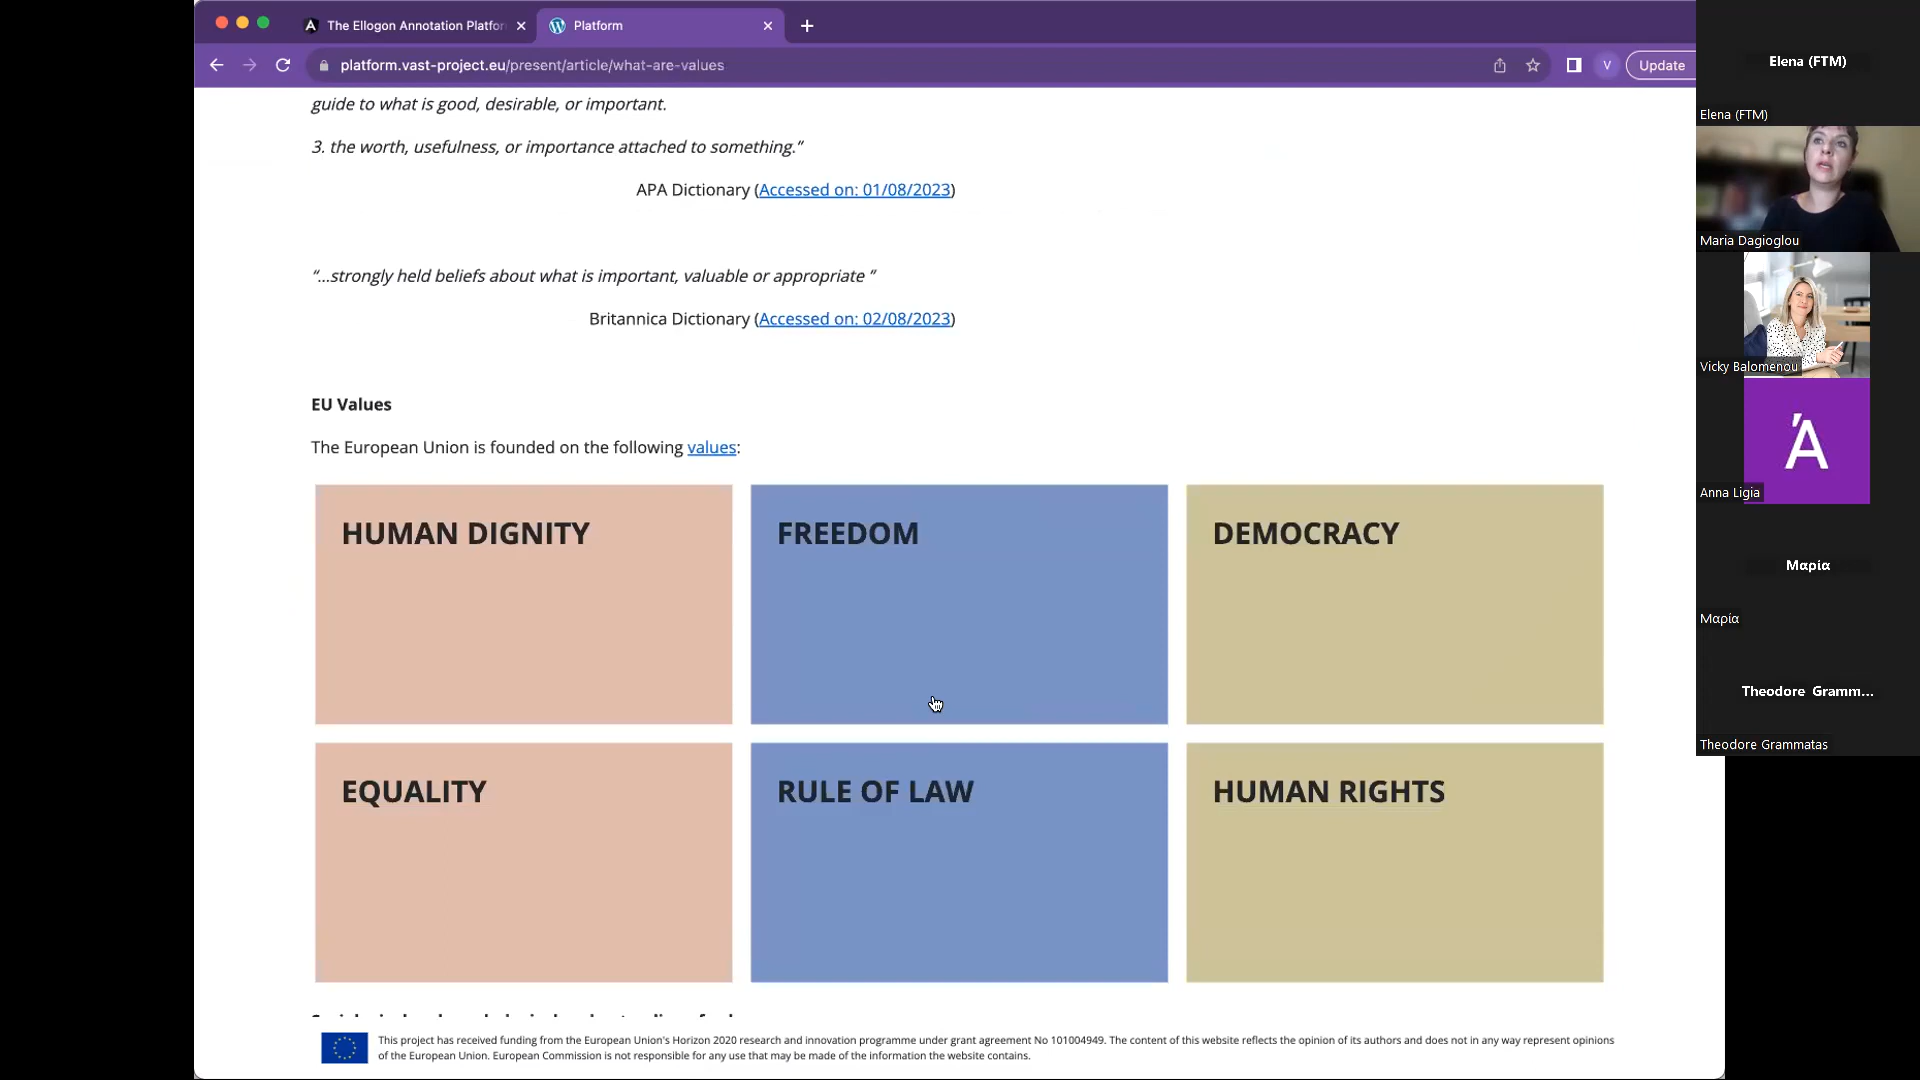 The Ellogon Annotation Platfor
Platform
platform.vast-project.eu/present/article/what-are-values
V
Update
guide to what is good, desirable, or important.
3. the worth, usefulness, or importance attached to something.”
APA Dictionary (Accessed on: 01/08/2023)
“…strongly held beliefs about what is important, valuable or appropriate ”
Britannica Dictionary (Accessed on: 02/08/2023)
EU Values
The European Union is founded on the following values:
HUMAN DIGNITY
FREEDOM
DEMOCRACY
EQUALITY
RULE OF LAW
HUMAN RIGHTS
This project has received funding from the European Union's Horizon 2020 research and innovation programme under grant agreement No 101004949. The content of this website reflects the opinion of its authors and does not in any way represent opinions
of the European Union. European Commission is not responsible for any use that may be made of the information the website contains.
Elena (FTM)
Elena (FTM)
Maria Dagioglou
Vicky Balomenou
Ά
Anna Ligia
Μαρία
Μαρία
Theodore Gramm...
Theodore Grammatas